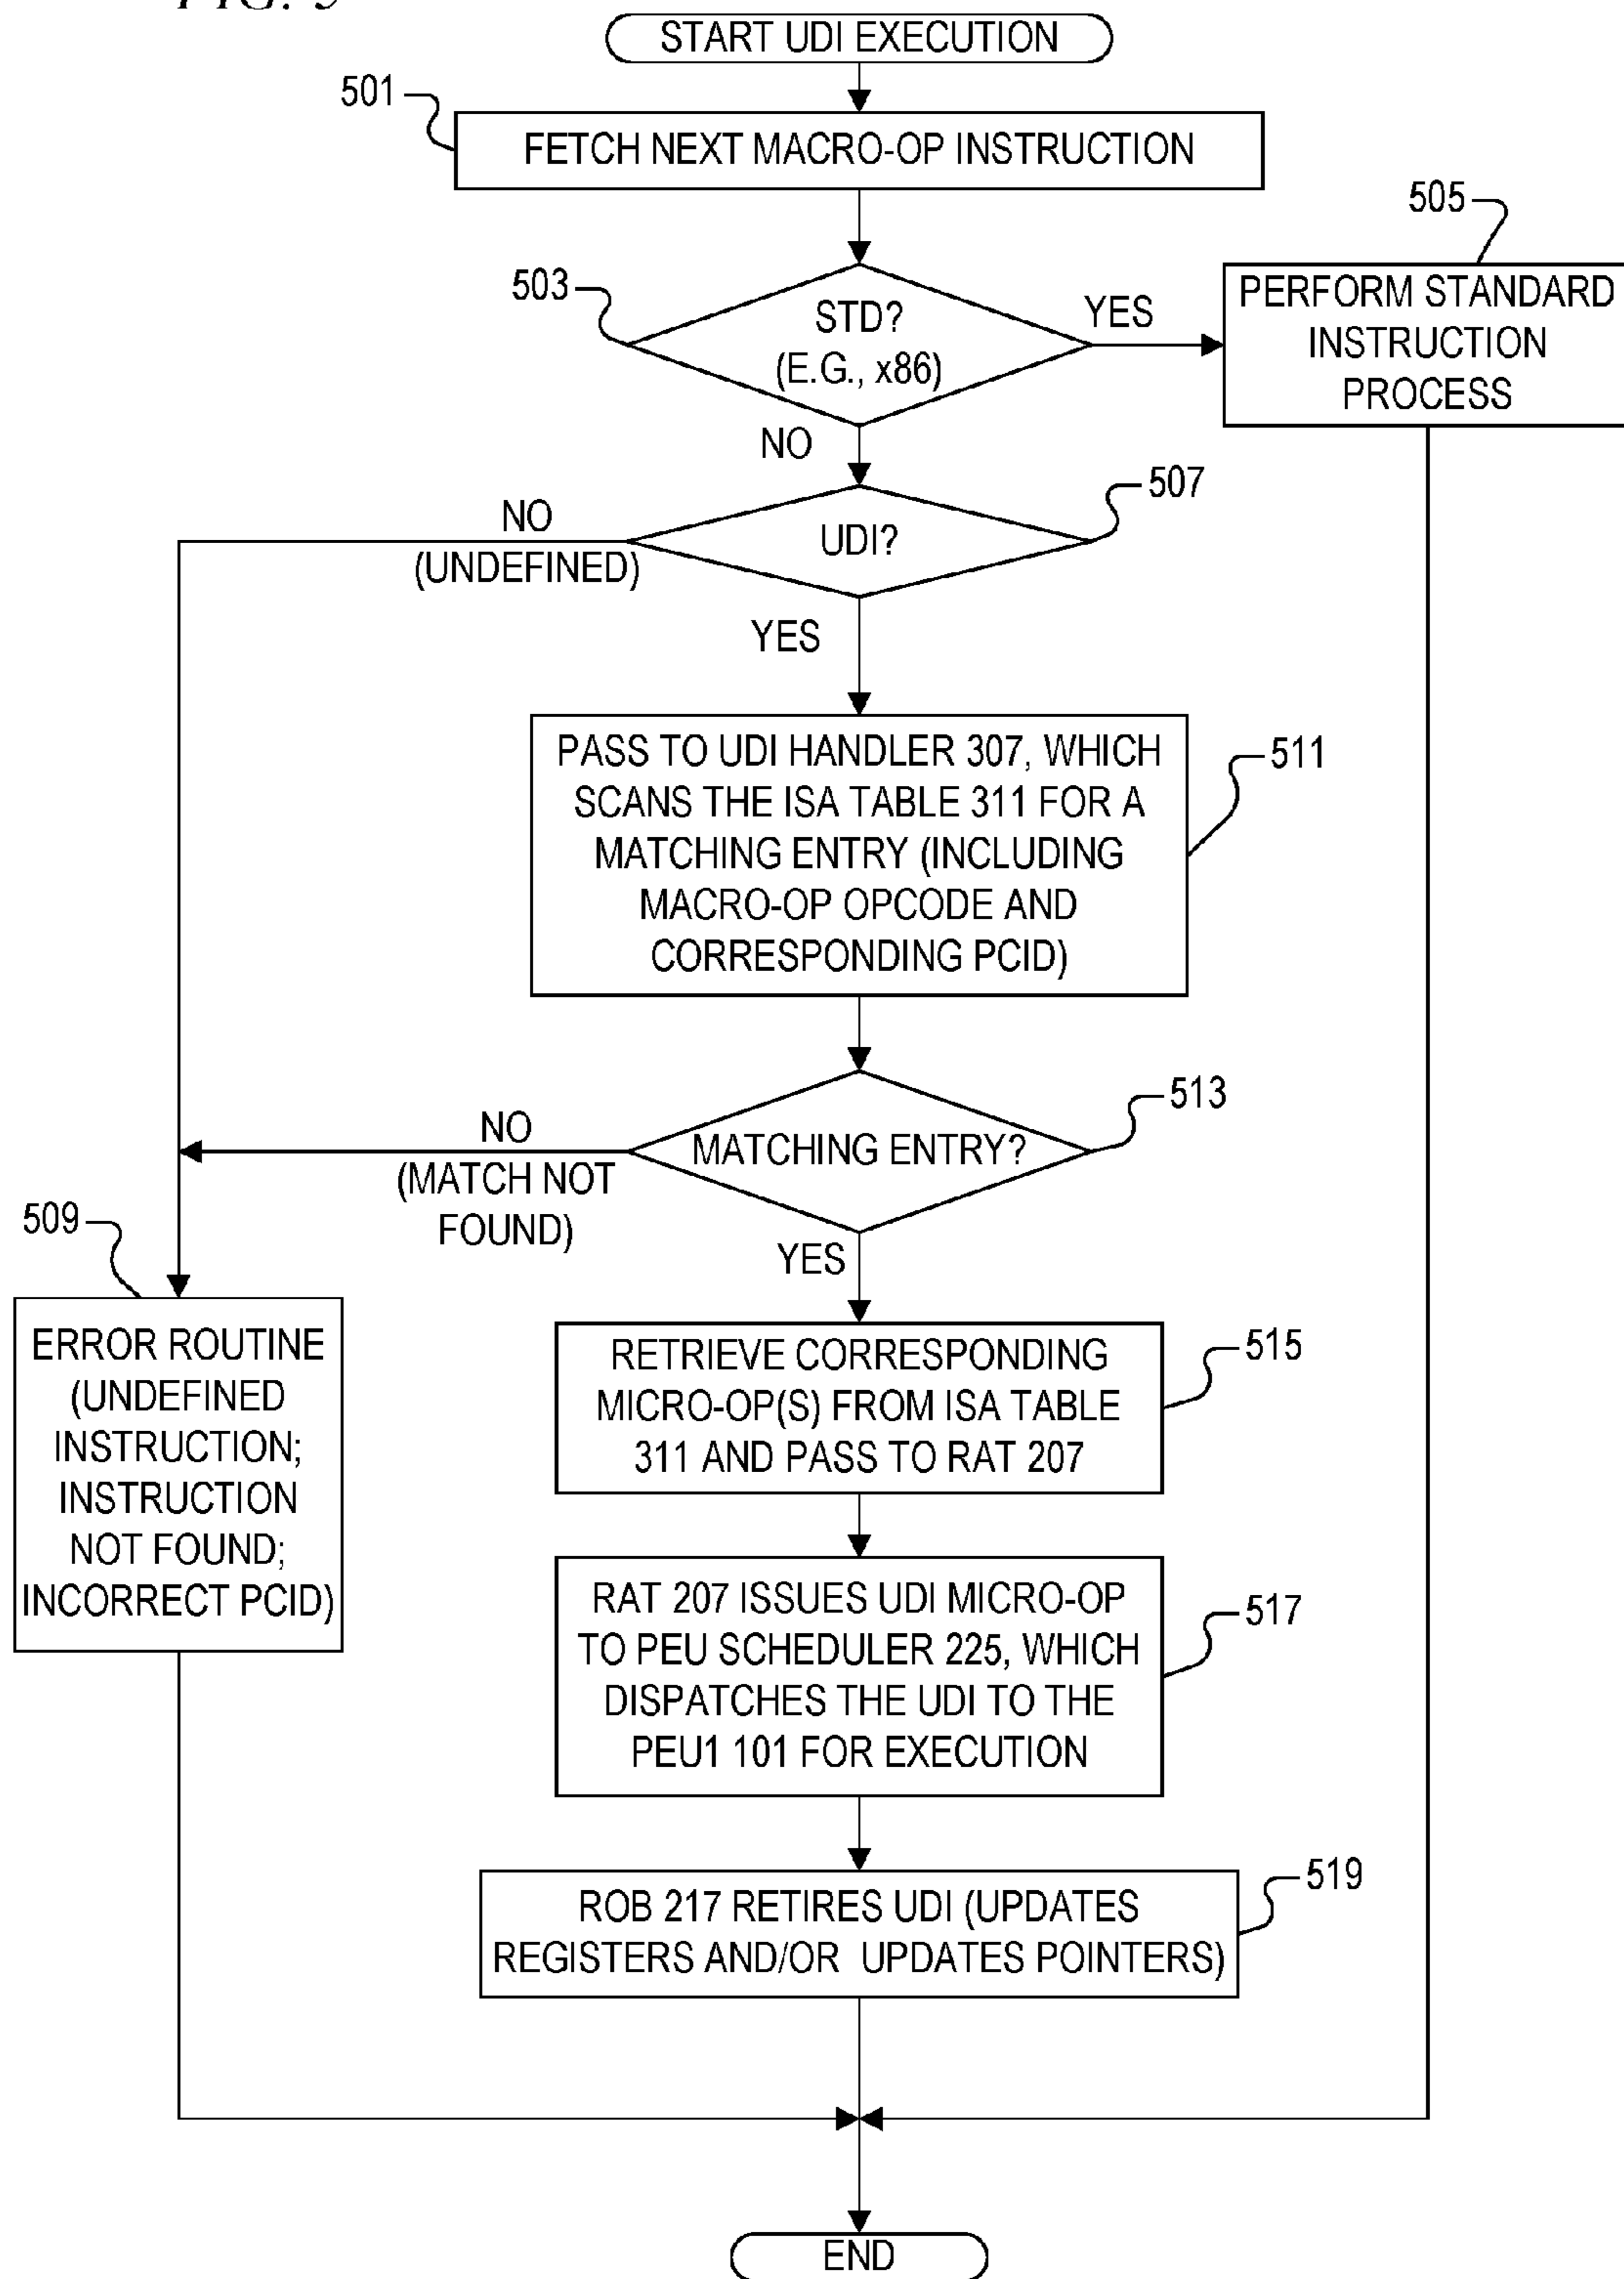 START UDI EXECUTION
501
FETCH NEXT MACRO-OP INSTRUCTION
505
503
STD?
(E.G., x86)
YES
PERFORM STANDARD
INSTRUCTION
PROCESS
NO
507
NO
(UNDEFINED)
UDI?
YES
PASS TO UDI HANDLER 307, WHICH
SCANS THE ISA TABLE 311 FOR A
MATCHING ENTRY (INCLUDING
MACRO-OP OPCODE AND
CORRESPONDING PCID)
511
513
NO
(MATCH NOT
FOUND)
MATCHING ENTRY?
YES
509
ERROR ROUTINE
(UNDEFINED
INSTRUCTION;
INSTRUCTION
NOT FOUND;
INCORRECT PCID)
RETRIEVE CORRESPONDING
MICRO-OP(S) FROM ISA TABLE
311 AND PASS TO RAT 207
515
RAT 207 ISSUES UDI MICRO-OP
TO PEU SCHEDULER 225, WHICH
DISPATCHES THE UDI TO THE
PEU1 101 FOR EXECUTION
517
ROB 217 RETIRES UDI (UPDATES
REGISTERS AND/OR UPDATES POINTERS)
519
END